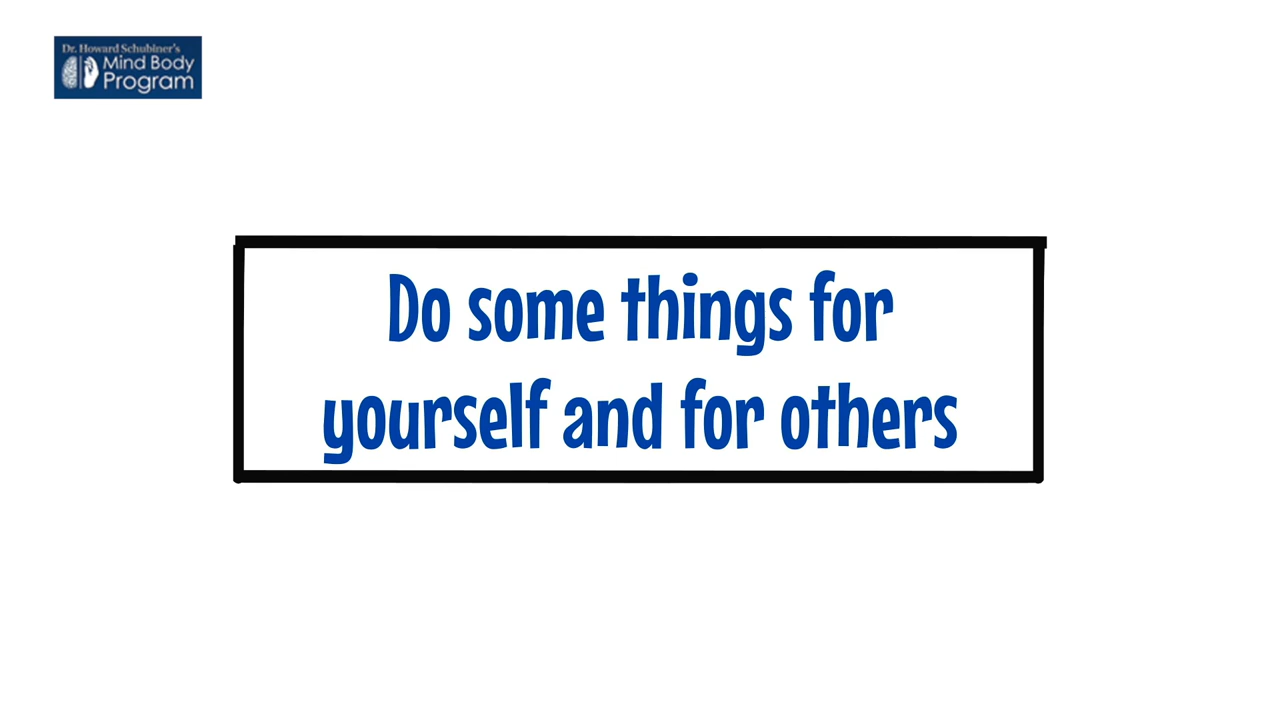 Dr. Howard Schubiner's
Mind Body
Program
Do some things for
yourself and for others